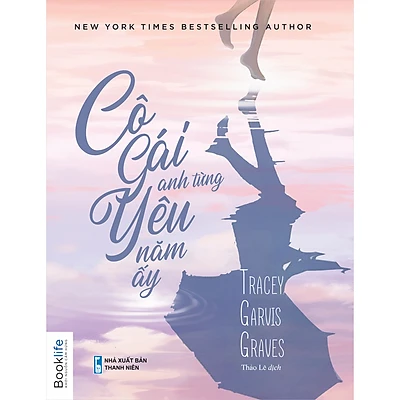 NEW YORK TIMES BESTSELLING AUTHOR
Cô
Gái
anh từng
Yêu
năm
ấy
TRACEY
GARVIS
GRAVES
Thảo Lê dịch
Booklife
NHÀ XUẤT BẢN
THANH NIÊN